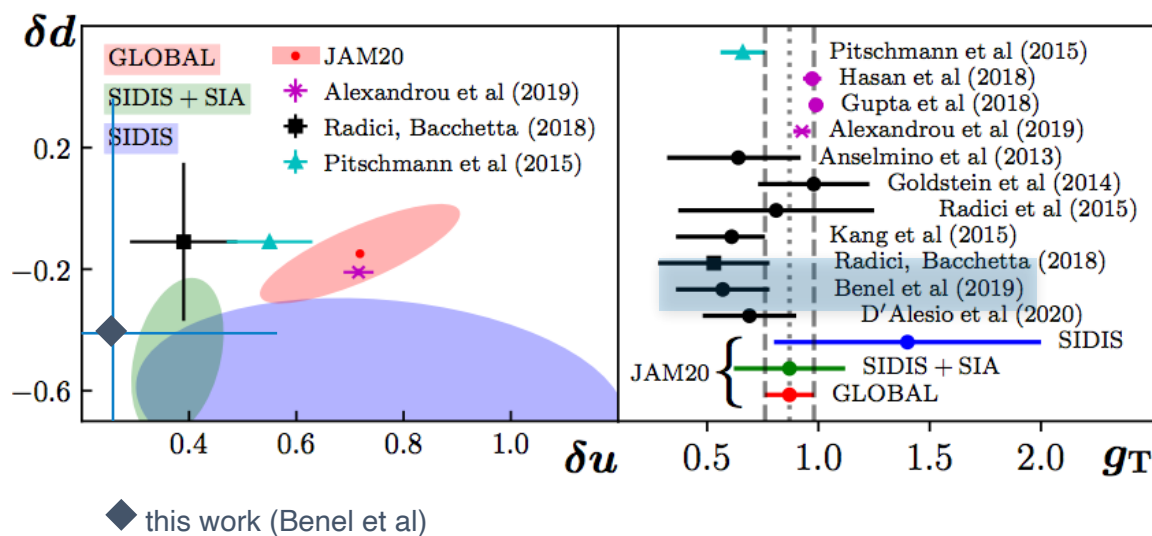 δd
GLOBAL
SIDIS + SIA
SIDIS
JAM20
Alexandrou et al (2019)
Radici, Bacchetta (2018)
Pitschmann et al (2015)
0.2
−0.2
−0.6
0.4
0.6
0.8
1.0
δu
Pitschmann et al (2015)
Hasan et al (2018)
Gupta et al (2018)
Alexandrou et al (2019)
Anselmino et al (2013)
Goldstein et al (2014)
Radici et al (2015)
Kang et al (2015)
Radici, Bacchetta (2018)
Benel et al (2019)
D′Alesio et al (2020)
SIDIS
JAM20 {
SIDIS + SIA
GLOBAL
0.5
1.0
1.5
2.0
gT
this work (Benel et al)